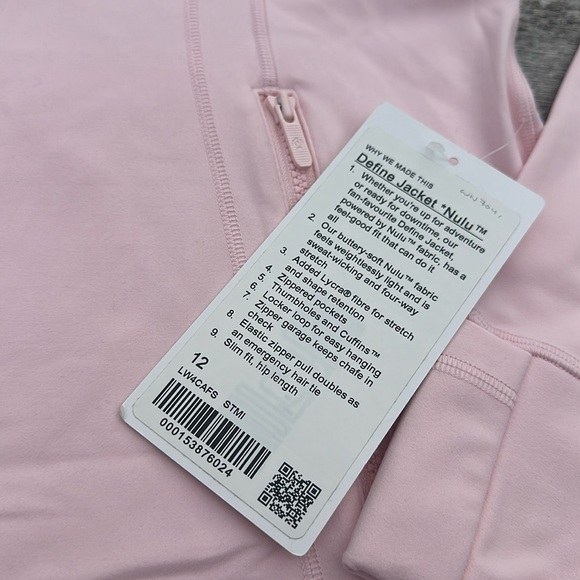 WHY WE MADE THIS
Define Jacket *Nulu™
1. Whether you're up for adventure
or ready for downtime, our
fan-favourite Define Jacket,
powered by Nulu™ fabric, has a
feel-good fit that can do it
all
2. Our buttery-soft Nulu™ fabric
feels weightlessly light and is
sweat-wicking and four-way
stretch
3. Added Lycra® fibre for stretch
and shape retention
4. Zippered pockets
5. Thumbholes and Cuffins™
6. Locker loop for easy hanging
7. Zipper garage keeps chafe in
check
8. Elastic zipper pull doubles as
an emergency hair tie
9. Slim fit, hip length
12
LW4CAFS STMI
000153876024